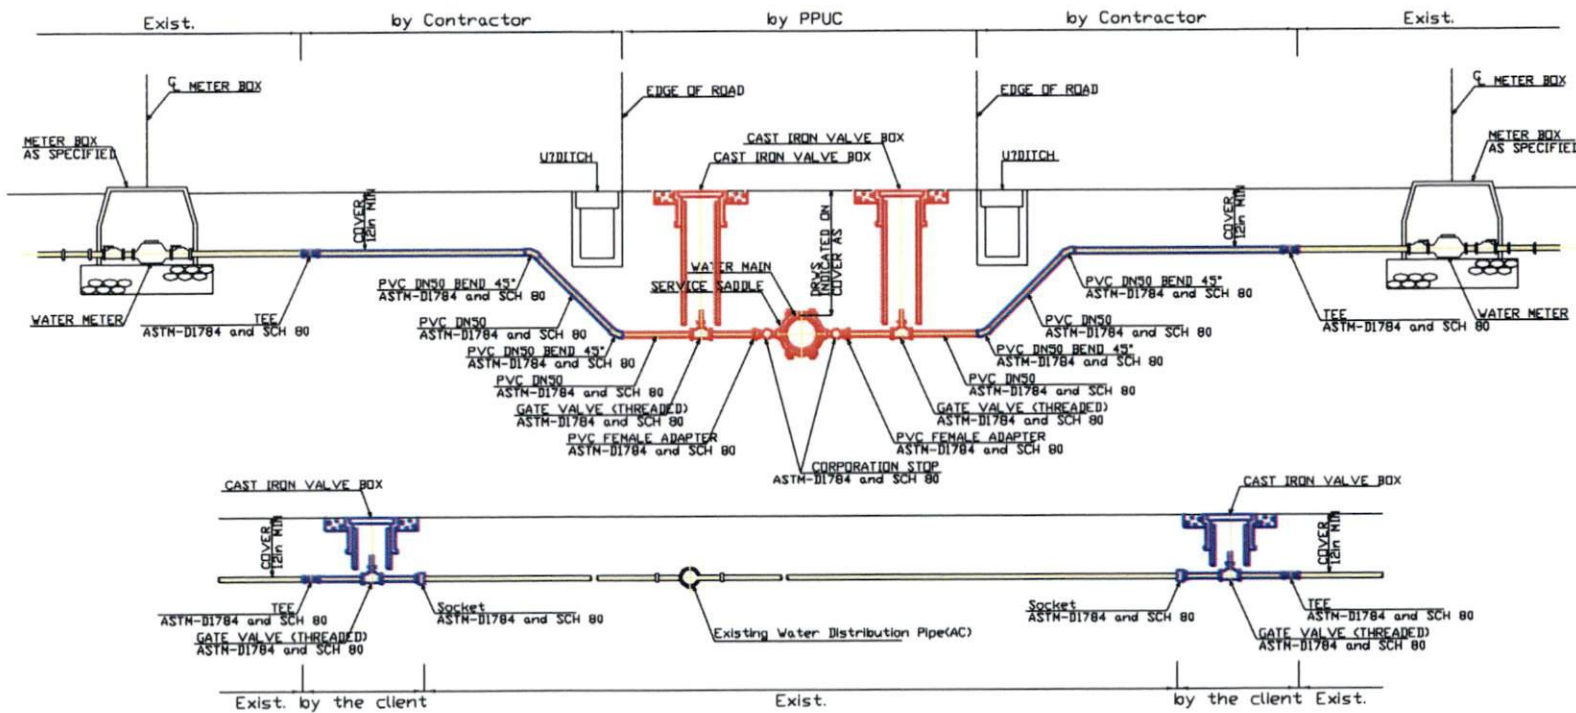 Exist.
by Contractor
by PPUC
by Contractor
Exist.
℄ METER BOX
EDGE OF ROAD
EDGE OF ROAD
℄ METER BOX
METER BOX
AS SPECIFIED
U?DITCH
CAST IRON VALVE BOX
CAST IRON VALVE BOX
U?DITCH
METER BOX
AS SPECIFIED
COVER
12in MIN
COVER AS
INDICATED ON
DRWS
COVER
12in MIN
WATER MAIN
SERVICE SADDLE
PVC DN50 BEND 45°
ASTM-D1784 and SCH 80
PVC DN50 BEND 45°
ASTM-D1784 and SCH 80
WATER METER
TEE
ASTM-D1784 and SCH 80
PVC DN50
ASTM-D1784 and SCH 80
PVC DN50
ASTM-D1784 and SCH 80
TEE
ASTM-D1784 and SCH 80
WATER METER
PVC DN50 BEND 45°
ASTM-D1784 and SCH 80
PVC DN50 BEND 45°
ASTM-D1784 and SCH 80
PVC DN50
ASTM-D1784 and SCH 80
PVC DN50
ASTM-D1784 and SCH 80
GATE VALVE (THREADED)
ASTM-D1784 and SCH 80
GATE VALVE (THREADED)
ASTM-D1784 and SCH 80
PVC FEMALE ADAPTER
ASTM-D1784 and SCH 80
PVC FEMALE ADAPTER
ASTM-D1784 and SCH 80
CORPORATION STOP
ASTM-D1784 and SCH 80
CAST IRON VALVE BOX
CAST IRON VALVE BOX
COVER
12in MIN
COVER
12in MIN
TEE
ASTM-D1784 and SCH 80
Socket
ASTM-D1784 and SCH 80
Socket
ASTM-D1784 and SCH 80
TEE
ASTM-D1784 and SCH 80
GATE VALVE (THREADED)
ASTM-D1784 and SCH 80
Existing Water Distribution Pipe(AC)
GATE VALVE (THREADED)
ASTM-D1784 and SCH 80
Exist.
by the client
Exist.
by the client
Exist.